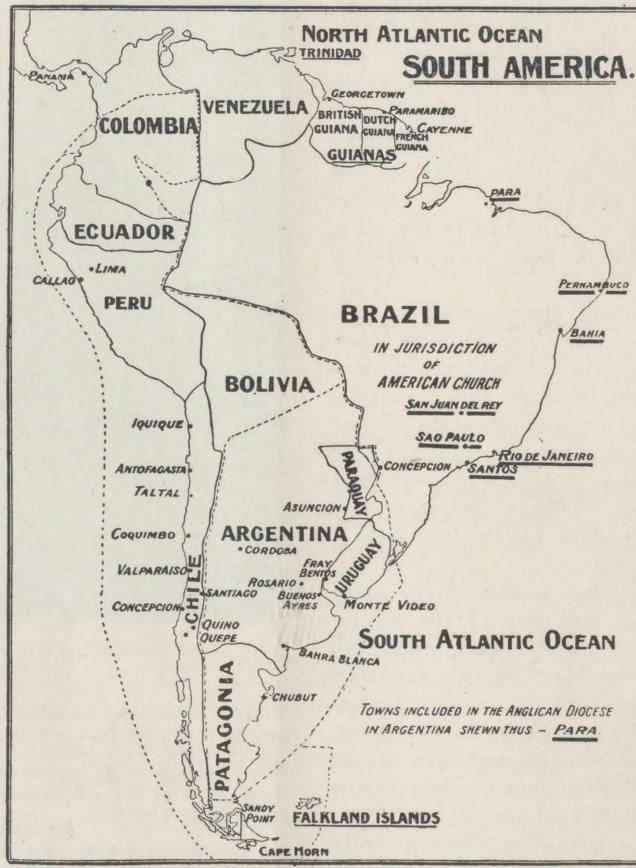 NORTH ATLANTIC OCEAN
TRINIDAD
SOUTH AMERICA.
PANAMA
GEORGETOWN
VENEZUELA
COLOMBIA
BRITISH
GUIANA
DUTCH
GUIANA
FRENCH
GUIANA
PARAMARIBO
CAYENNE
GUIANAS
PARA
ECUADOR
LIMA
CALLAO
PERU
PERNAMBUCO
BRAZIL
BAHIA
IN JURISDICTION
OF
AMERICAN CHURCH
BOLIVIA
SAN JUAN DEL REY
IQUIQUE
SAO PAULO
RIO DE JANEIRO
SANTOS
PARAGUAY
CONCEPCION
ANTOFAGASTA
TALTAL
ASUNCION
COQUIMBO
ARGENTINA
CORDOBA
FRAY
BENTOS
URUGUAY
VALPARAISO
CHILE
ROSARIO
SANTIAGO
BUENOS
AYRES
MONTE VIDEO
CONCEPCION
QUINO
QUEPE
SOUTH ATLANTIC OCEAN
BAHRA BLANCA
PATAGONIA
CHUBUT
TOWNS INCLUDED IN THE ANGLICAN DIOCESE
IN ARGENTINA SHEWN THUS – PARA.
SANDY
POINT
FALKLAND ISLANDS
CAPE HORN